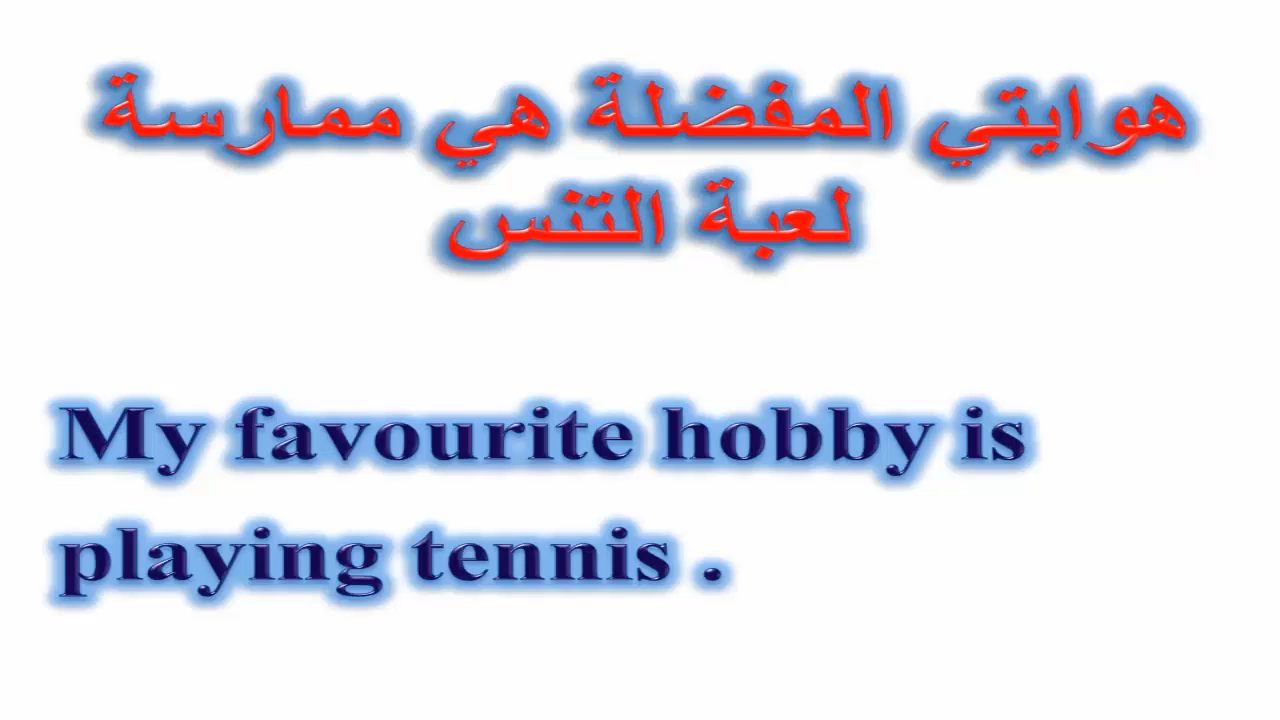 هوايتي المفضلة هي ممارسة
لعبة التنس
My favourite hobby is
playing tennis .